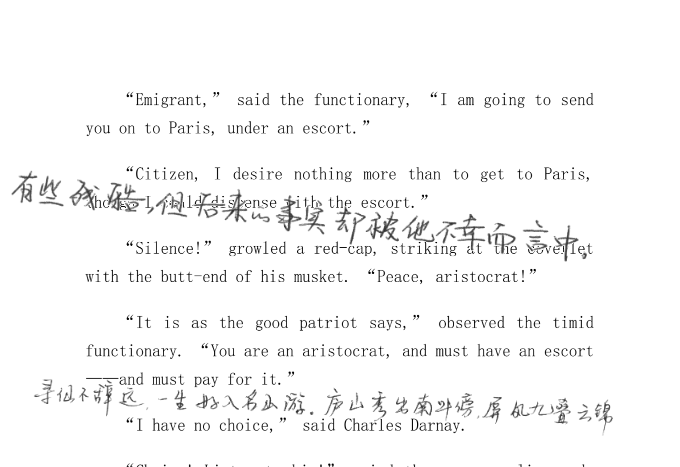 “Emigrant,” said the functionary, “I am going to send
you on to Paris, under an escort.”
“Citizen, I desire nothing more than to get to Paris,
有些残酷,但后来的事实却被他不幸而言中。
I could dispense with the escort.”
“Silence!” growled a red-cap, striking at the coverlet
with the butt-end of his musket. “Peace, aristocrat!”
“It is as the good patriot says,” observed the timid
functionary. “You are an aristocrat, and must have an escort
——and must pay for it.”
寻仙不辞远,一生好入名山游。庐山秀出南斗傍,屏风九叠云锦
“I have no choice,” said Charles Darnay.